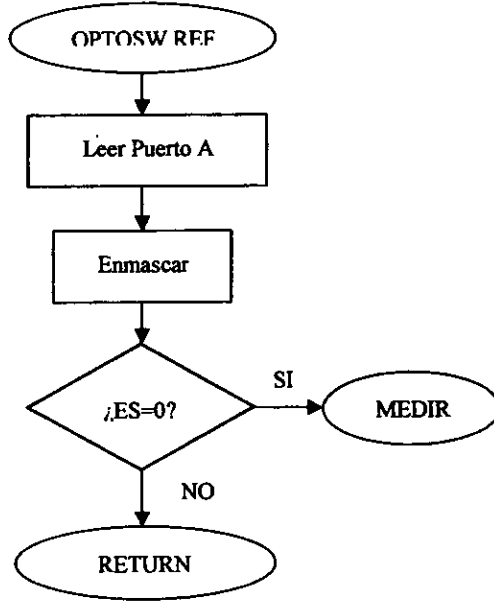 OPTOSW REF
Leer Puerto A
Enmascar
¿ES=0?
SI
MEDIR
NO
RETURN